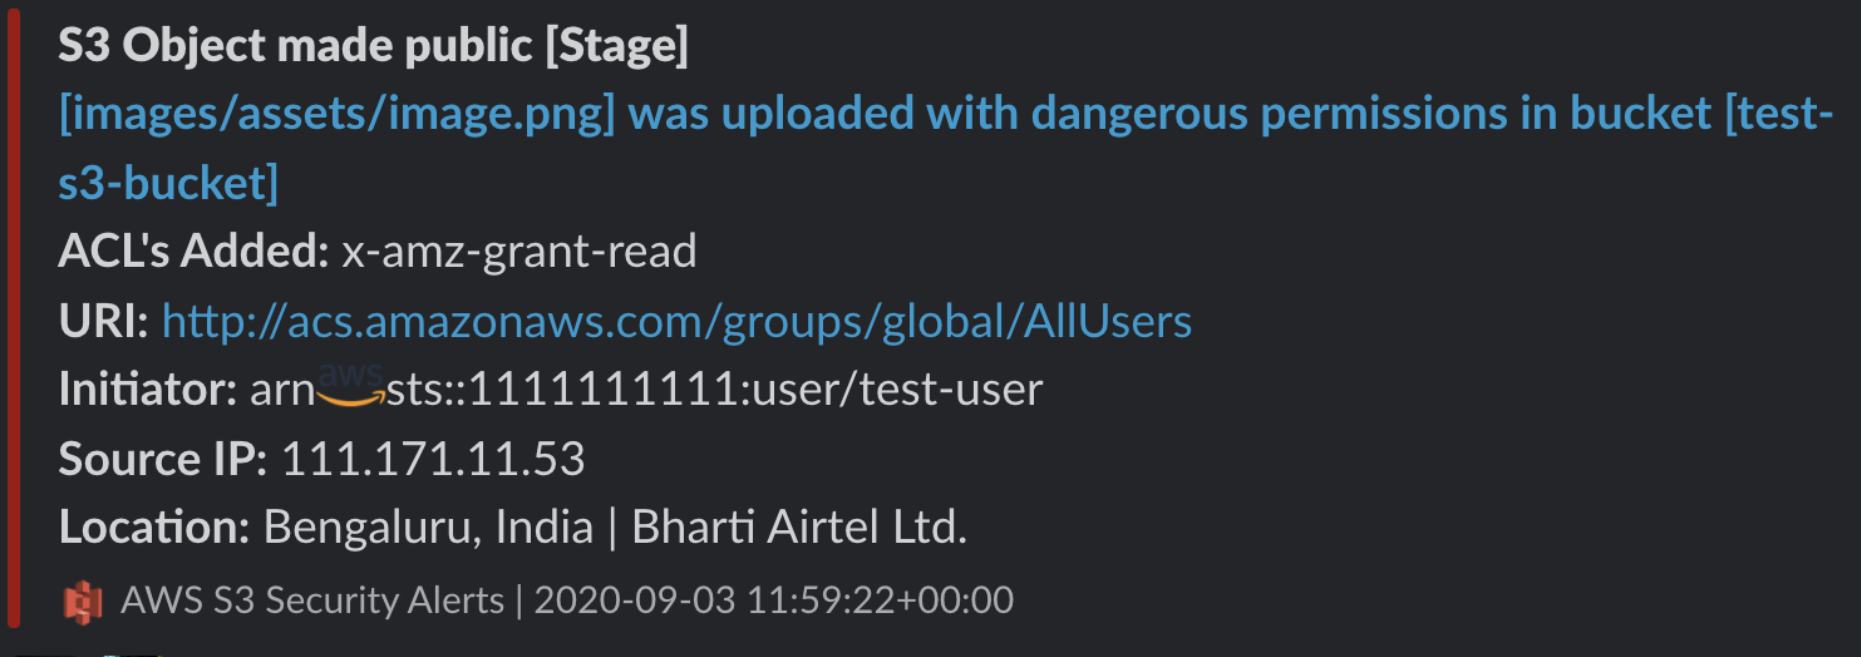 S3 Object made public [Stage]
[images/assets/image.png] was uploaded with dangerous permissions in bucket [test-
s3-bucket]
ACL's Added: x-amz-grant-read
URI: http://acs.amazonaws.com/groups/global/AllUsers
Initiator: arn aws sts::1111111111:user/test-user
Source IP: 111.171.11.53
Location: Bengaluru, India | Bharti Airtel Ltd.
AWS S3 Security Alerts | 2020-09-03 11:59:22+00:00